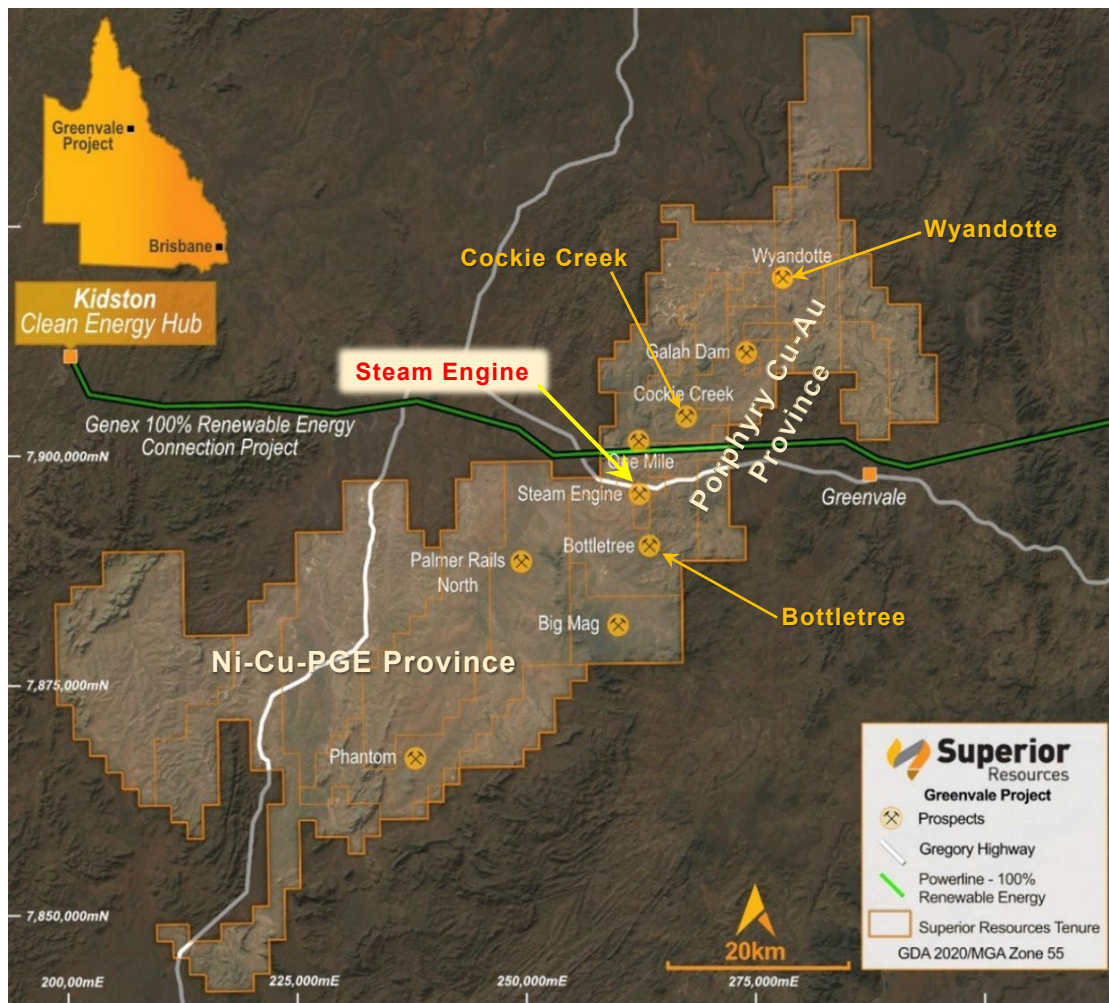 Greenvale
Project
Brisbane
Kidston
Clean Energy Hub
Wyandotte
Cockie Creek
Wyandotte
Steam Engine
Galah Dam
Cockie Creek
Porphyry Cu-Au
Province
Genex 100% Renewable Energy
Connection Project
7,900,000mN
One Mile
Steam Engine
Greenvale
Bottletree
Palmer Rails
North
Bottletree
Big Mag
Ni-Cu-PGE Province
7,875,000mN
Phantom
Superior
Resources
Greenvale Project
Prospects
Gregory Highway
Powerline - 100%
Renewable Energy
Superior Resources Tenure
GDA 2020/MGA Zone 55
7,850,000mN
20km
200,00mE
225,000mE
250,000mE
275,000mE